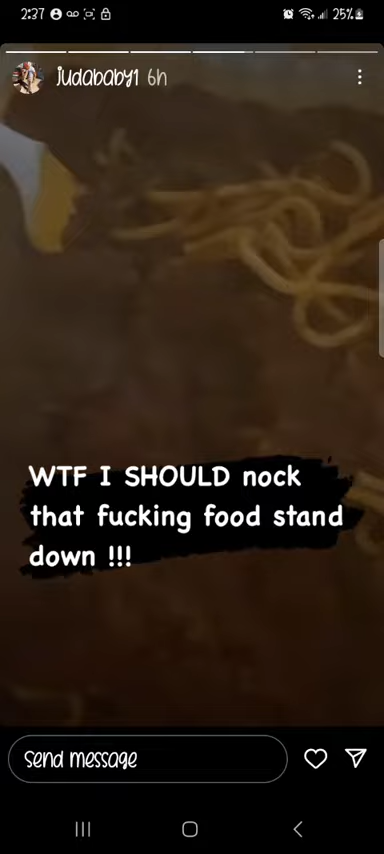 2:37 25%
judababy1 6h
WTF I SHOULD nock
that fucking food stand
down !!!
Send message